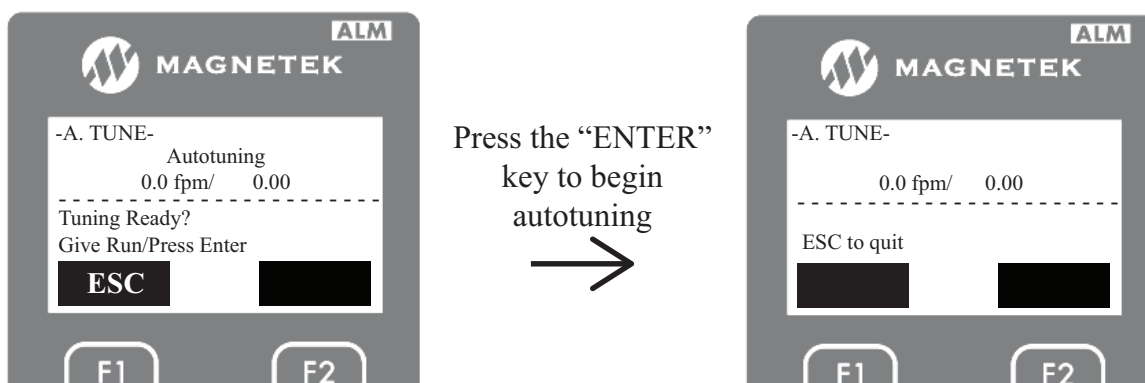 ALM
MAGNETEK
-A. TUNE-
Autotuning
0.0 fpm/ 0.00
Tuning Ready?
Give Run/Press Enter
ESC
F1 F2
Press the “ENTER”
key to begin
autotuning
ALM
MAGNETEK
-A. TUNE-
0.0 fpm/ 0.00
ESC to quit
F1 F2